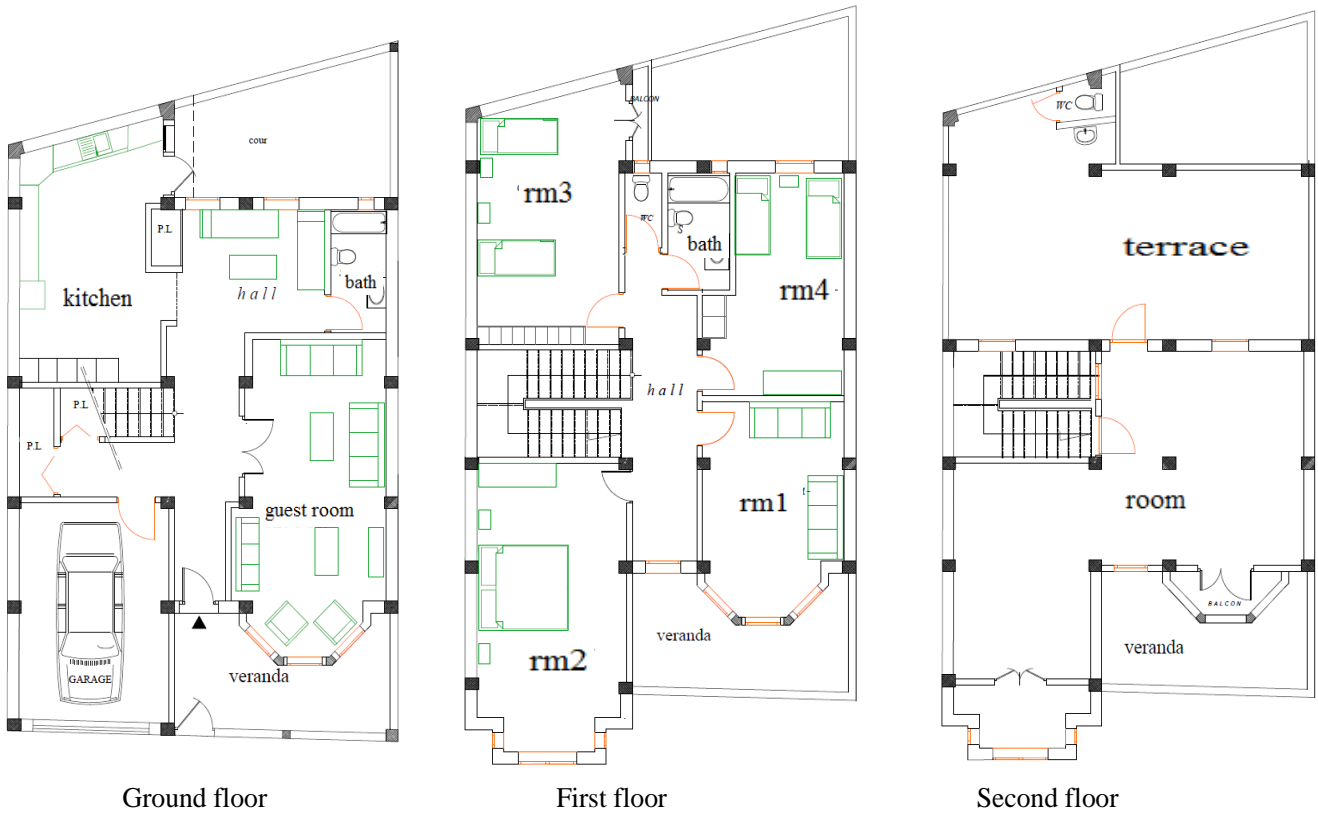 cour
P.L
kitchen
hall
bath
P.L
P.L
guest room
GARAGE
veranda
Ground floor
BALCON
rm3
WC
S
bath
rm4
hall
rm1
rm2
veranda
First floor
WC
terrace
room
BALCON
veranda
Second floor